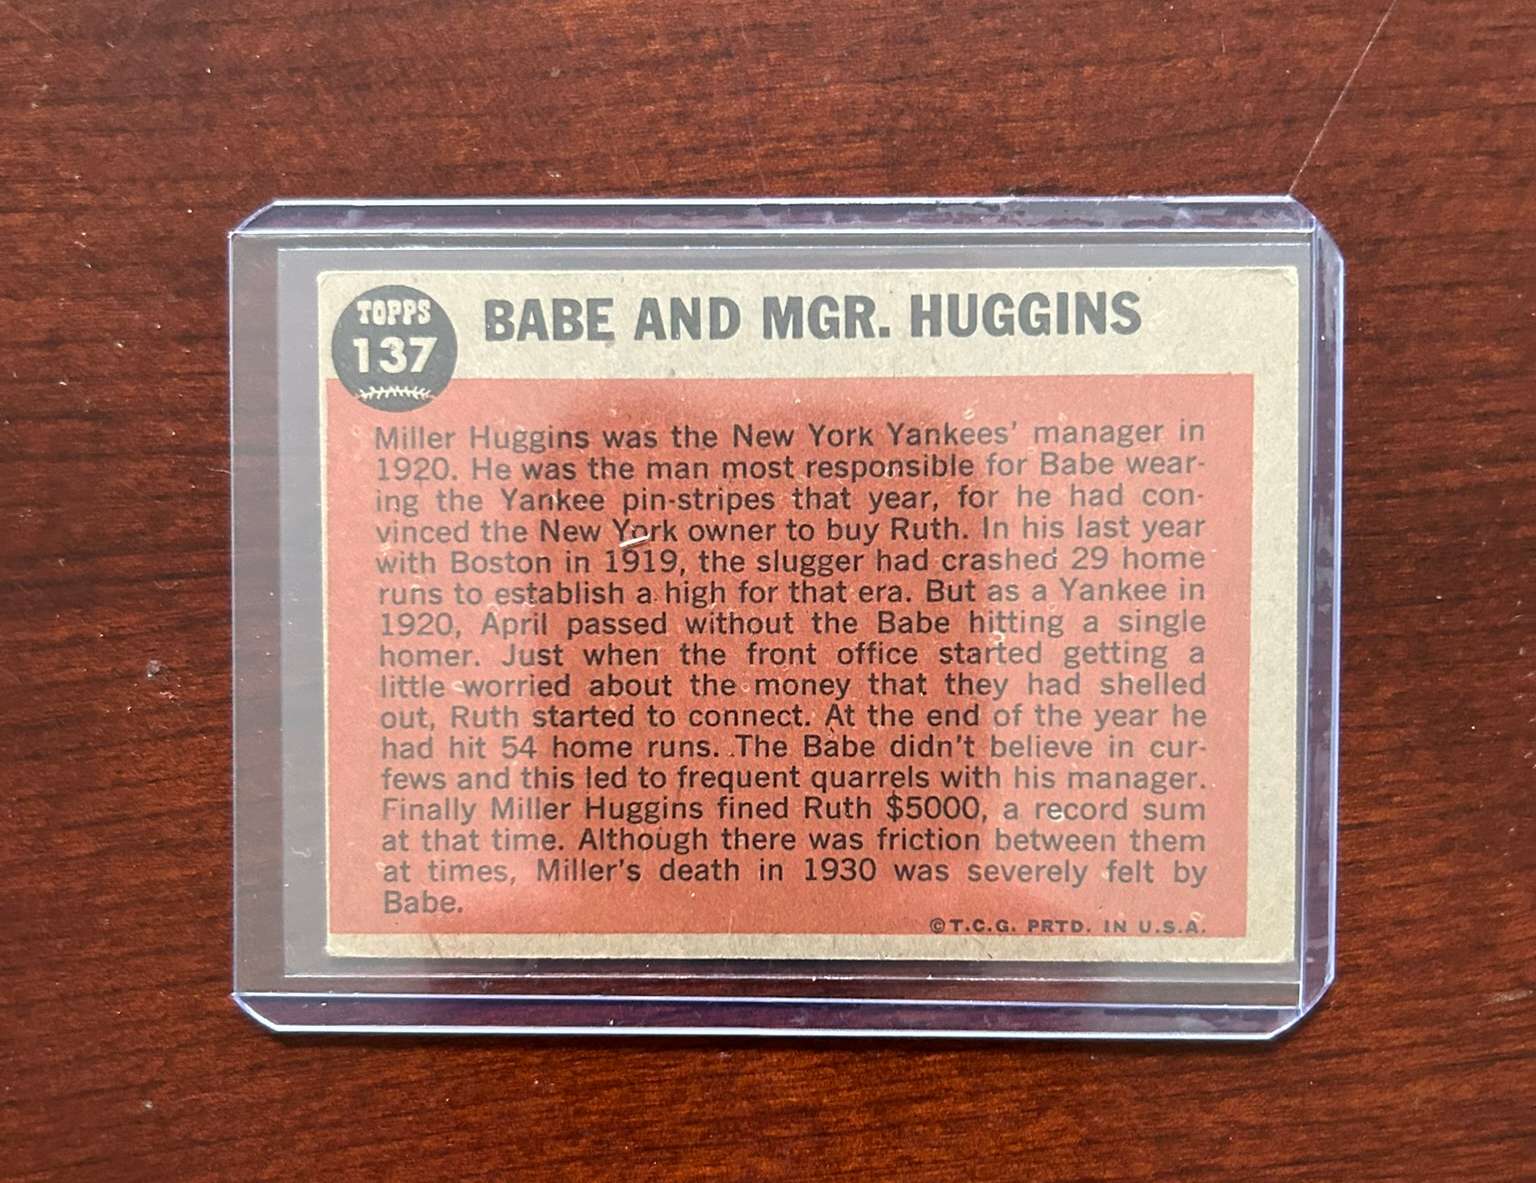 TOPPS
137
BABE AND MGR. HUGGINS
Miller Huggins was the New York Yankees' manager in
1920. He was the man most responsible for Babe wear-
ing the Yankee pin-stripes that year, for he had con-
vinced the New York owner to buy Ruth. In his last year
with Boston in 1919, the slugger had crashed 29 home
runs to establish a high for that era. But as a Yankee in
1920, April passed without the Babe hitting a single
homer. Just when the front office started getting a
little worried about the money that they had shelled
out, Ruth started to connect. At the end of the year he
had hit 54 home runs. The Babe didn't believe in cur-
fews and this led to frequent quarrels with his manager.
Finally Miller Huggins fined Ruth $5000, a record sum
at that time. Although there was friction between them
at times, Miller's death in 1930 was severely felt by
Babe.
©T.C.G. PRTD. IN U.S.A.